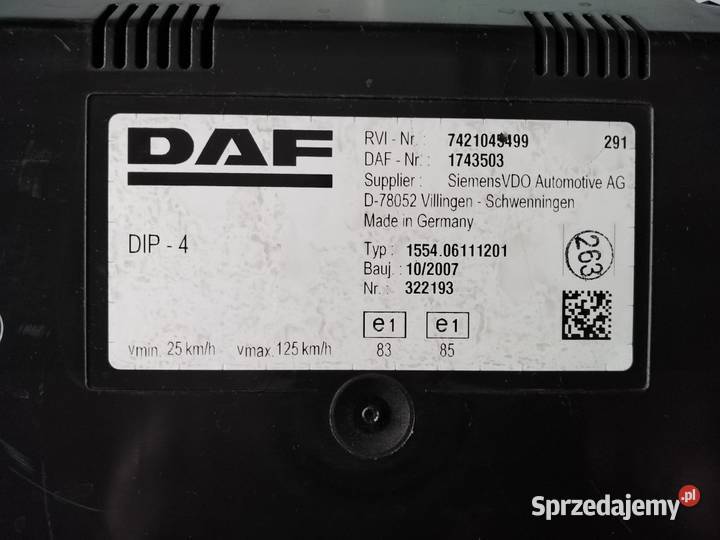 DAF
RVI - Nr. : 7421045499 291
DAF - Nr. : 1743503
Supplier : SiemensVDO Automotive AG
D-78052 Villingen - Schwenningen
Made in Germany
DIP - 4
Typ : 1554.06111201
Bauj. : 10/2007
Nr. : 322193
263
e1 e1
83 85
vmin. 25 km/h vmax. 125 km/h
Sprzedajemy.pl